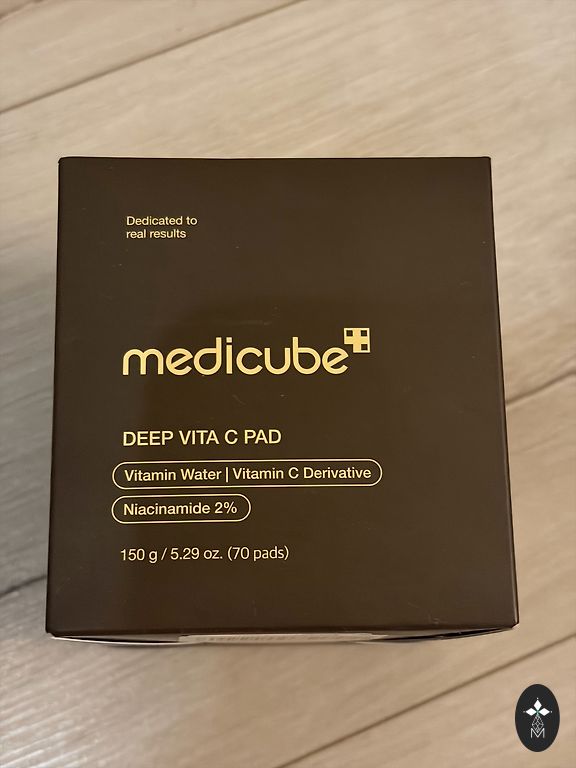 Dedicated to
real results
medicube
DEEP VITA C PAD
Vitamin Water | Vitamin C Derivative
Niacinamide 2%
150 g / 5.29 oz. (70 pads)
M